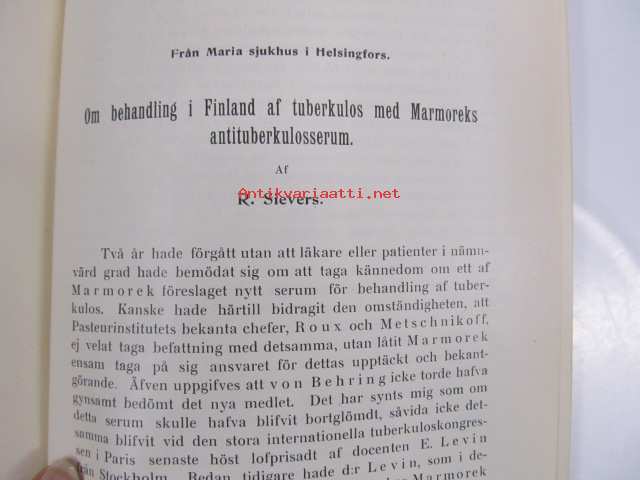 Från Maria sjukhus i Helsingfors.
Om behandling i Finland af tuberkulos med Marmoreks
antituberkulosserum.
Af
Antikvariaatti.net
R. Sievers.
Två år hade förgått utan att läkare eller patienter i nämn-
värd grad hade bemödat sig om att taga kännedom om ett af
Marmorek föreslaget nytt serum för behandling af tuber-
kulos. Kanske hade härtill bidragit den omständigheten, att
Pasteurinstitutets bekanta chefer, Roux och Metschnikoff,
ej velat taga befattning med detsamma, utan låtit Marmorek
ensam taga på sig ansvaret för dettas upptäckt och bekant-
görande. Äfven uppgifves att von Behring icke torde hafva
gynsamt bedömt det nya medlet. Det har synts mig som om
detta serum skulle hafva blifvit bortglömdt, såvida icke det-
samma blifvit vid den stora internationella tuberkuloskongres-
sen i Paris senaste höst lofprisadt af docenten E. Levin
från Stockholm. Redan tidigare hade d:r Levin, som i de-
Marmorek